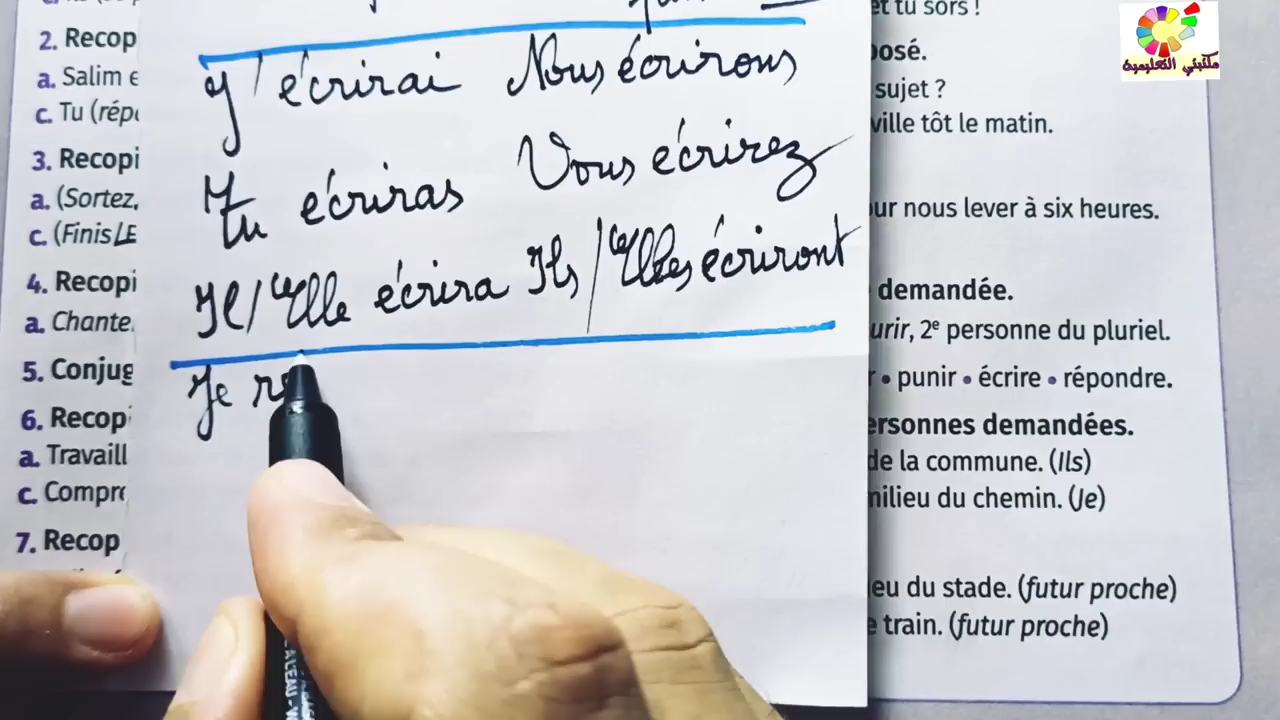 et tu sors !
2. Recop
osé.
a. Salim e
sujet ?
c. Tu (répo
ville tôt le matin.
3. Recopi
a. (Sortez,
our nous lever à six heures.
c. (Finis
4. Recopi
demandée.
a. Chante
urir, 2e personne du pluriel.
5. Conjug
r • punir • écrire • répondre.
6. Recopi
ersonnes demandées.
a. Travaill
de la commune. (Ils)
c. Compre
milieu du chemin. (Je)
7. Recop
ieu du stade. (futur proche)
e train. (futur proche)
J'écrirai Nous écrirons
Tu écriras Vous écrirez
Il/Elle écrira Ils/Elles écriront
Je r
مكتبتي التعليمية